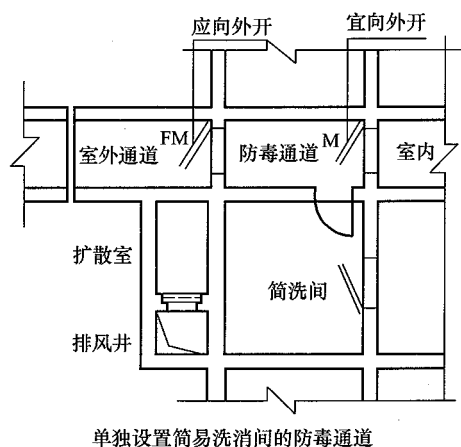 应向外开
宜向外开
FM
M
室外通道
防毒通道
室内
扩散室
简洗间
排风井
单独设置简易洗消间的防毒通道